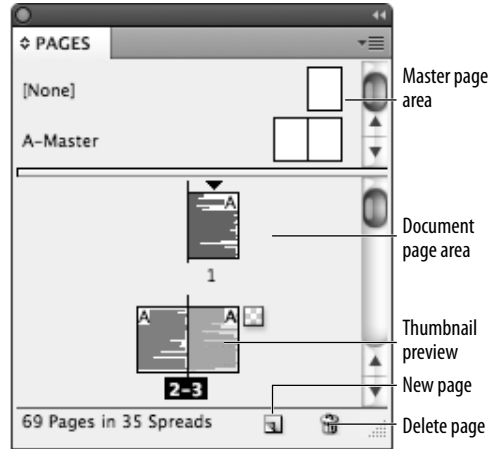 PAGES
[None]
A-Master
Master page
area
A
1
Document
page area
A
A
2-3
Thumbnail
preview
New page
69 Pages in 35 Spreads
Delete page